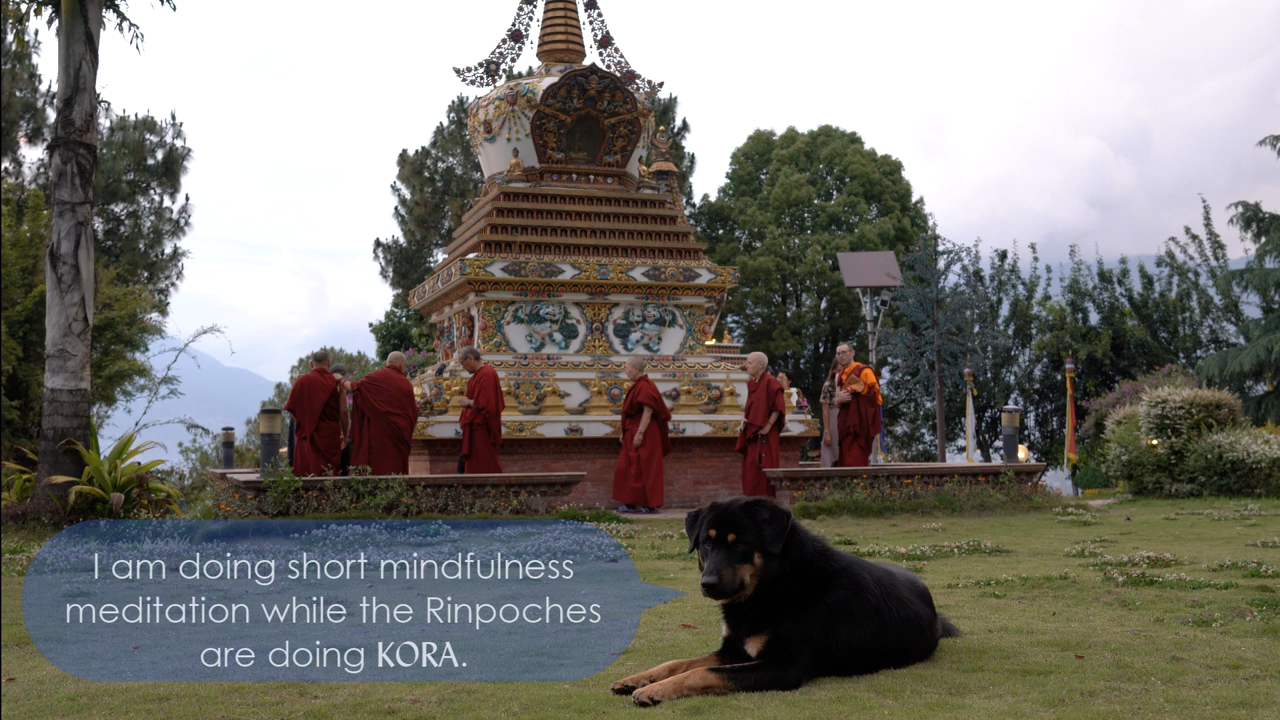 I am doing short mindfulness
meditation while the Rinpoches
are doing KORA.